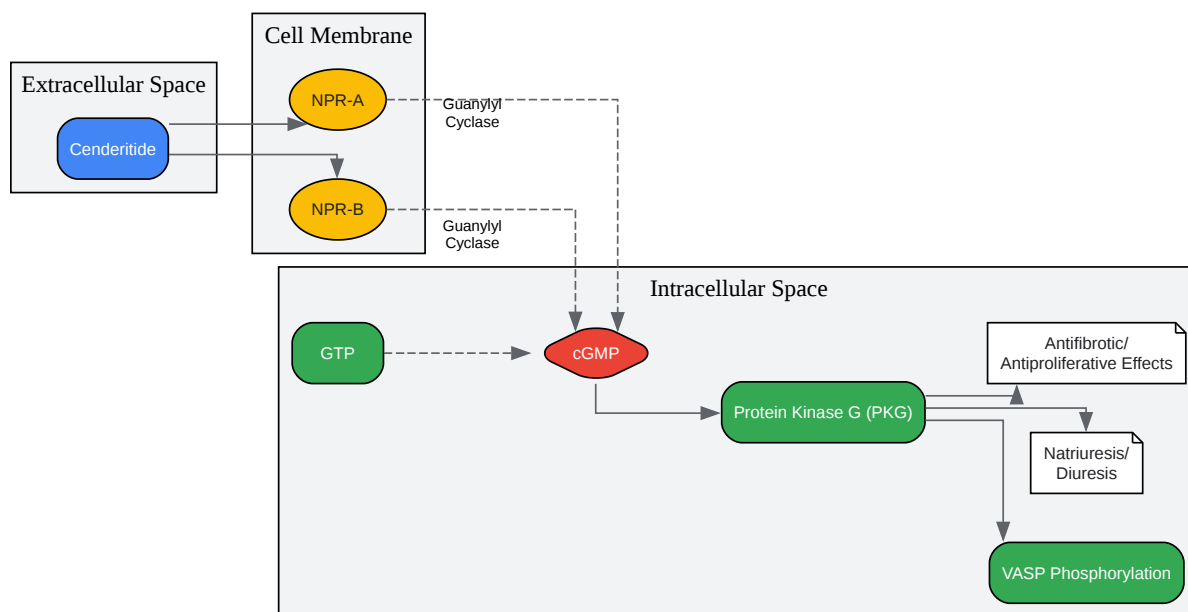 Cell Membrane
Extracellular Space
NPR-A
Guanylyl
Cyclase
Cenderitide
NPR-B
Guanylyl
Cyclase
Intracellular Space
GTP
cGMP
Antifibrotic/
Antiproliferative Effects
Protein Kinase G (PKG)
Natriuresis/
Diuresis
VASP Phosphorylation